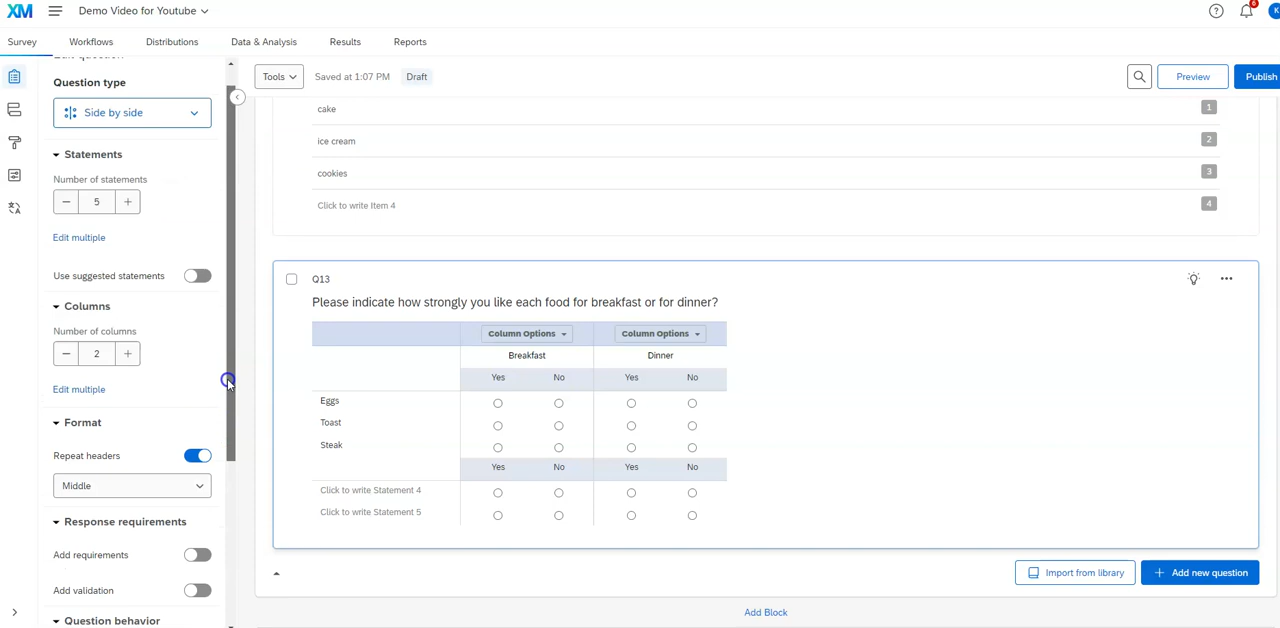 XM Demo Video for Youtube
6
K
Survey Workflows Distributions Data & Analysis Results Reports
Question type
Side by side
Statements
Number of statements
5
Edit multiple
Use suggested statements
Columns
Number of columns
2
Edit multiple
Format
Repeat headers
Middle
Response requirements
Add requirements
Add validation
Question behavior
Tools Saved at 1:07 PM Draft Preview Publish
cake 1
ice cream 2
cookies 3
Click to write Item 4 4
Q13
Please indicate how strongly you like each food for breakfast or for dinner?
Column Options Column Options
Breakfast Dinner
Yes No Yes No
Eggs
Toast
Steak
Yes No Yes No
Click to write Statement 4
Click to write Statement 5
Import from library + Add new question
Add Block